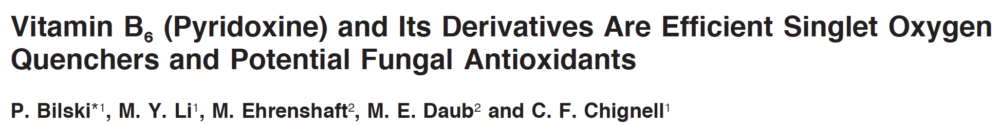 Vitamin B₆ (Pyridoxine) and Its Derivatives Are Efficient Singlet Oxygen
Quenchers and Potential Fungal Antioxidants
P. Bilski*¹, M. Y. Li¹, M. Ehrenshaft², M. E. Daub² and C. F. Chignell¹